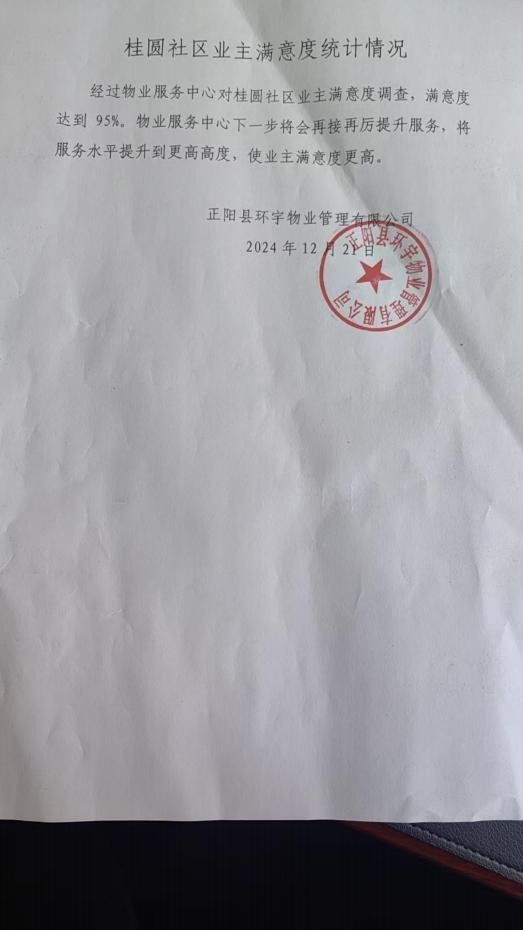 桂圆社区业主满意度统计情况
经过物业服务中心对桂圆社区业主满意度调查，满意度
达到 95%。物业服务中心下一步将会再接再厉提升服务，将
服务水平提升到更高高度，使业主满意度更高。
正阳县环宇物业管理有限公司
2024 年 12 月 21 日
正阳县环宇物业管理有限公司